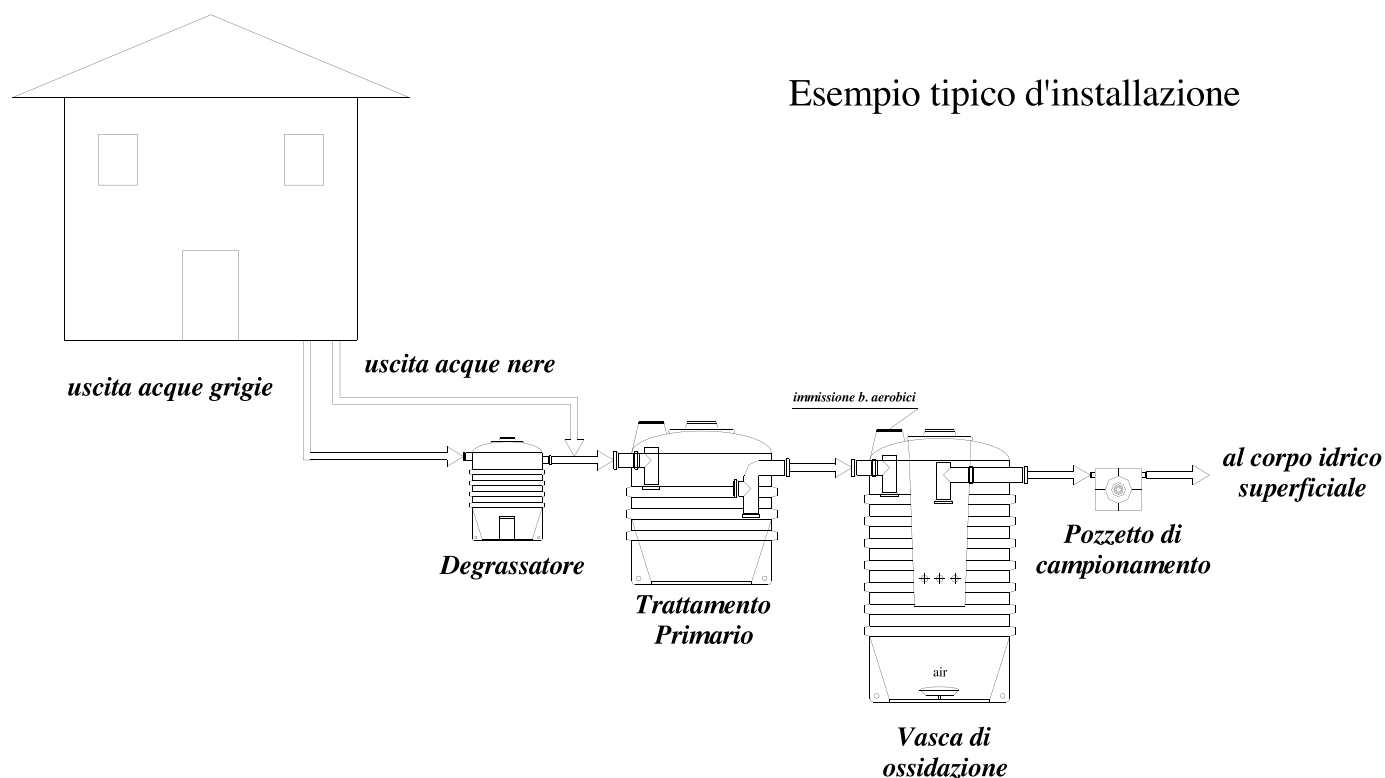 Esempio tipico d'installazione
uscita acque nere
uscita acque grigie
immissione b. aerobici
al corpo idrico
superficiale
Pozzetto di
campionamento
Degrassatore
Trattamento
Primario
air
Vasca di
ossidazione